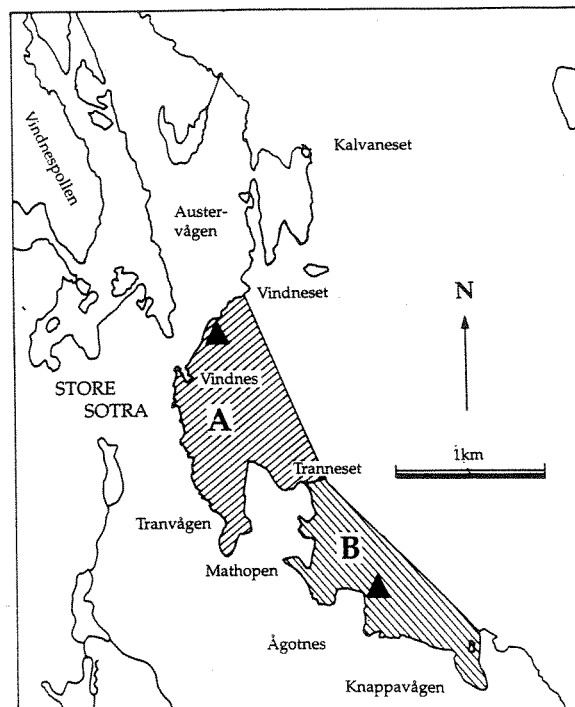 Kalvaneset
Vindnespollen
Auster-
vågen
Vindneset
N
STORE
SOTRA
Vindnes
A
1km
Tranneset
Tranvågen
B
Mathopen
Ågotnes
Knappavågen